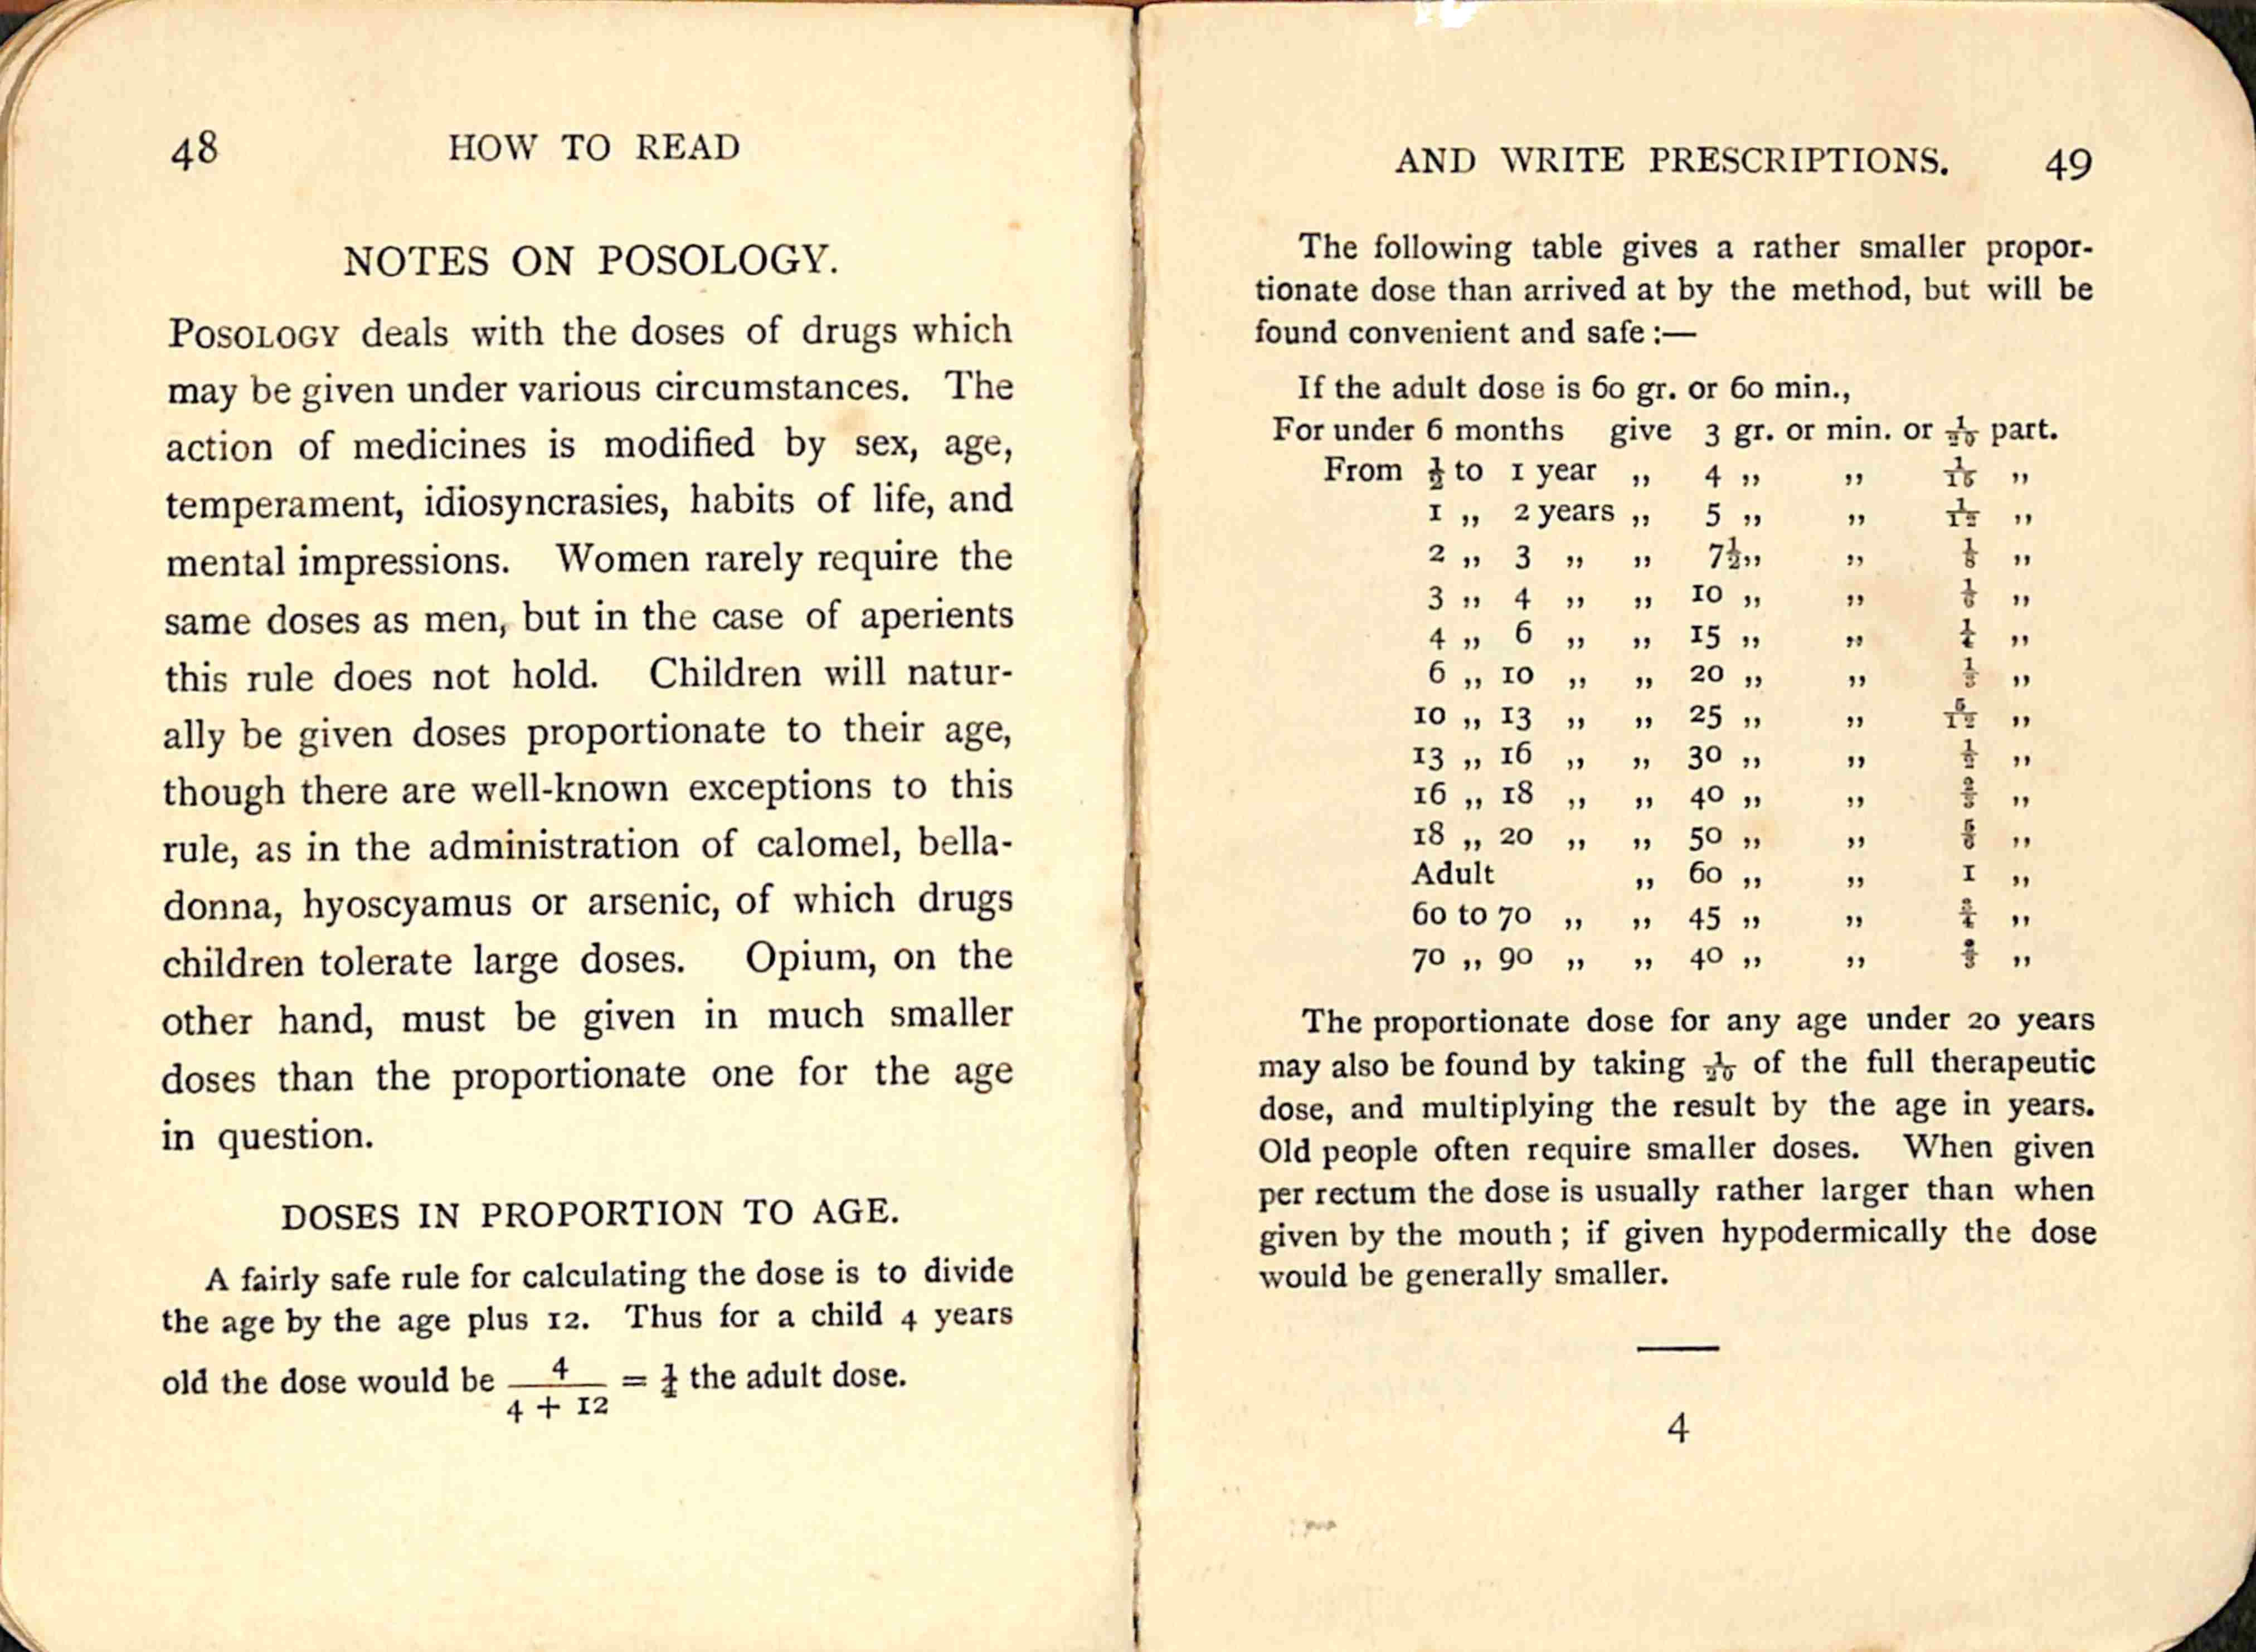 48 HOW TO READ
NOTES ON POSOLOGY.
POSOLOGY deals with the doses of drugs which
may be given under various circumstances. The
action of medicines is modified by sex, age,
temperament, idiosyncrasies, habits of life, and
mental impressions. Women rarely require the
same doses as men, but in the case of aperients
this rule does not hold. Children will natur-
ally be given doses proportionate to their age,
though there are well-known exceptions to this
rule, as in the administration of calomel, bella-
donna, hyoscyamus or arsenic, of which drugs
children tolerate large doses. Opium, on the
other hand, must be given in much smaller
doses than the proportionate one for the age
in question.
DOSES IN PROPORTION TO AGE.
A fairly safe rule for calculating the dose is to divide
the age by the age plus 12. Thus for a child 4 years
old the dose would be 4/(4 + 12) = 1/4 the adult dose.
AND WRITE PRESCRIPTIONS. 49
The following table gives a rather smaller propor-
tionate dose than arrived at by the method, but will be
found convenient and safe :—
If the adult dose is 60 gr. or 60 min.,
For under 6 months give 3 gr. or min. or 1/20 part.
From 1/2 to 1 year ,, 4 ,, ,, 1/15 ,,
1 ,, 2 years ,, 5 ,, ,, 1/12 ,,
2 ,, 3 ,, ,, 7 1/2 ,, ,, 1/8 ,,
3 ,, 4 ,, ,, 10 ,, ,, 1/6 ,,
4 ,, 6 ,, ,, 15 ,, ,, 1/4 ,,
6 ,, 10 ,, ,, 20 ,, ,, 1/3 ,,
10 ,, 13 ,, ,, 25 ,, ,, 5/12 ,,
13 ,, 16 ,, ,, 30 ,, ,, 1/2 ,,
16 ,, 18 ,, ,, 40 ,, ,, 2/3 ,,
18 ,, 20 ,, ,, 50 ,, ,, 5/6 ,,
Adult ,, 60 ,, ,, 1 ,,
60 to 70 ,, ,, 45 ,, ,, 3/4 ,,
70 ,, 90 ,, ,, 40 ,, ,, 2/3 ,,
The proportionate dose for any age under 20 years
may also be found by taking 1/20 of the full therapeutic
dose, and multiplying the result by the age in years.
Old people often require smaller doses. When given
per rectum the dose is usually rather larger than when
given by the mouth ; if given hypodermically the dose
would be generally smaller.
4